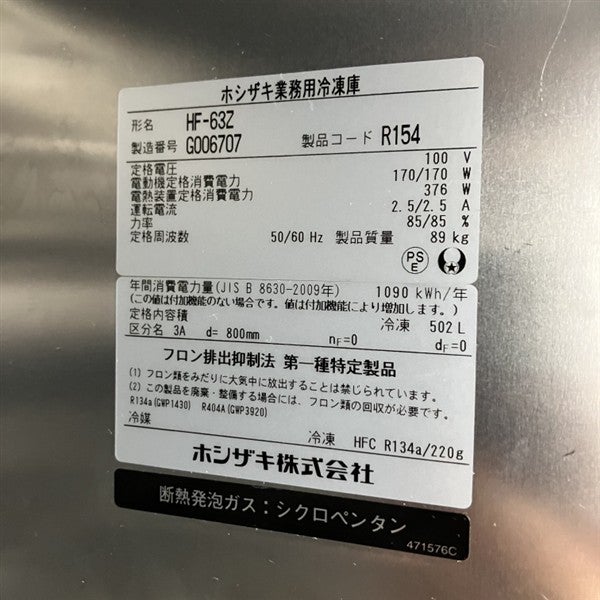 ホシザキ業務用冷凍庫
形名 HF-63Z
製造番号 G006707 製品コード R154
定格電圧 100 V
電動機定格消費電力 170/170 W
電熱装置定格消費電力 376 W
運転電流 2.5/2.5 A
力率 85/85 %
定格周波数 50/60 Hz 製品質量 89 kg
PS
E
年間消費電力量(JIS B 8630-2009年) 1090 kWh/年
(この値は付加機能のない場合です。値は付加機能により増加します。)
定格内容積 冷凍 502 L
区分名 3A d= 800mm nF=0 dF=0
フロン排出抑制法 第一種特定製品
(1) フロン類をみだりに大気中に放出することは禁じられています。
(2) この製品を廃棄・整備する場合には、フロン類の回収が必要です。
R134a(GWP1430) R404A(GWP3920)
冷媒 冷凍 HFC R134a/220g
ホシザキ株式会社
断熱発泡ガス：シクロペンタン
471576C